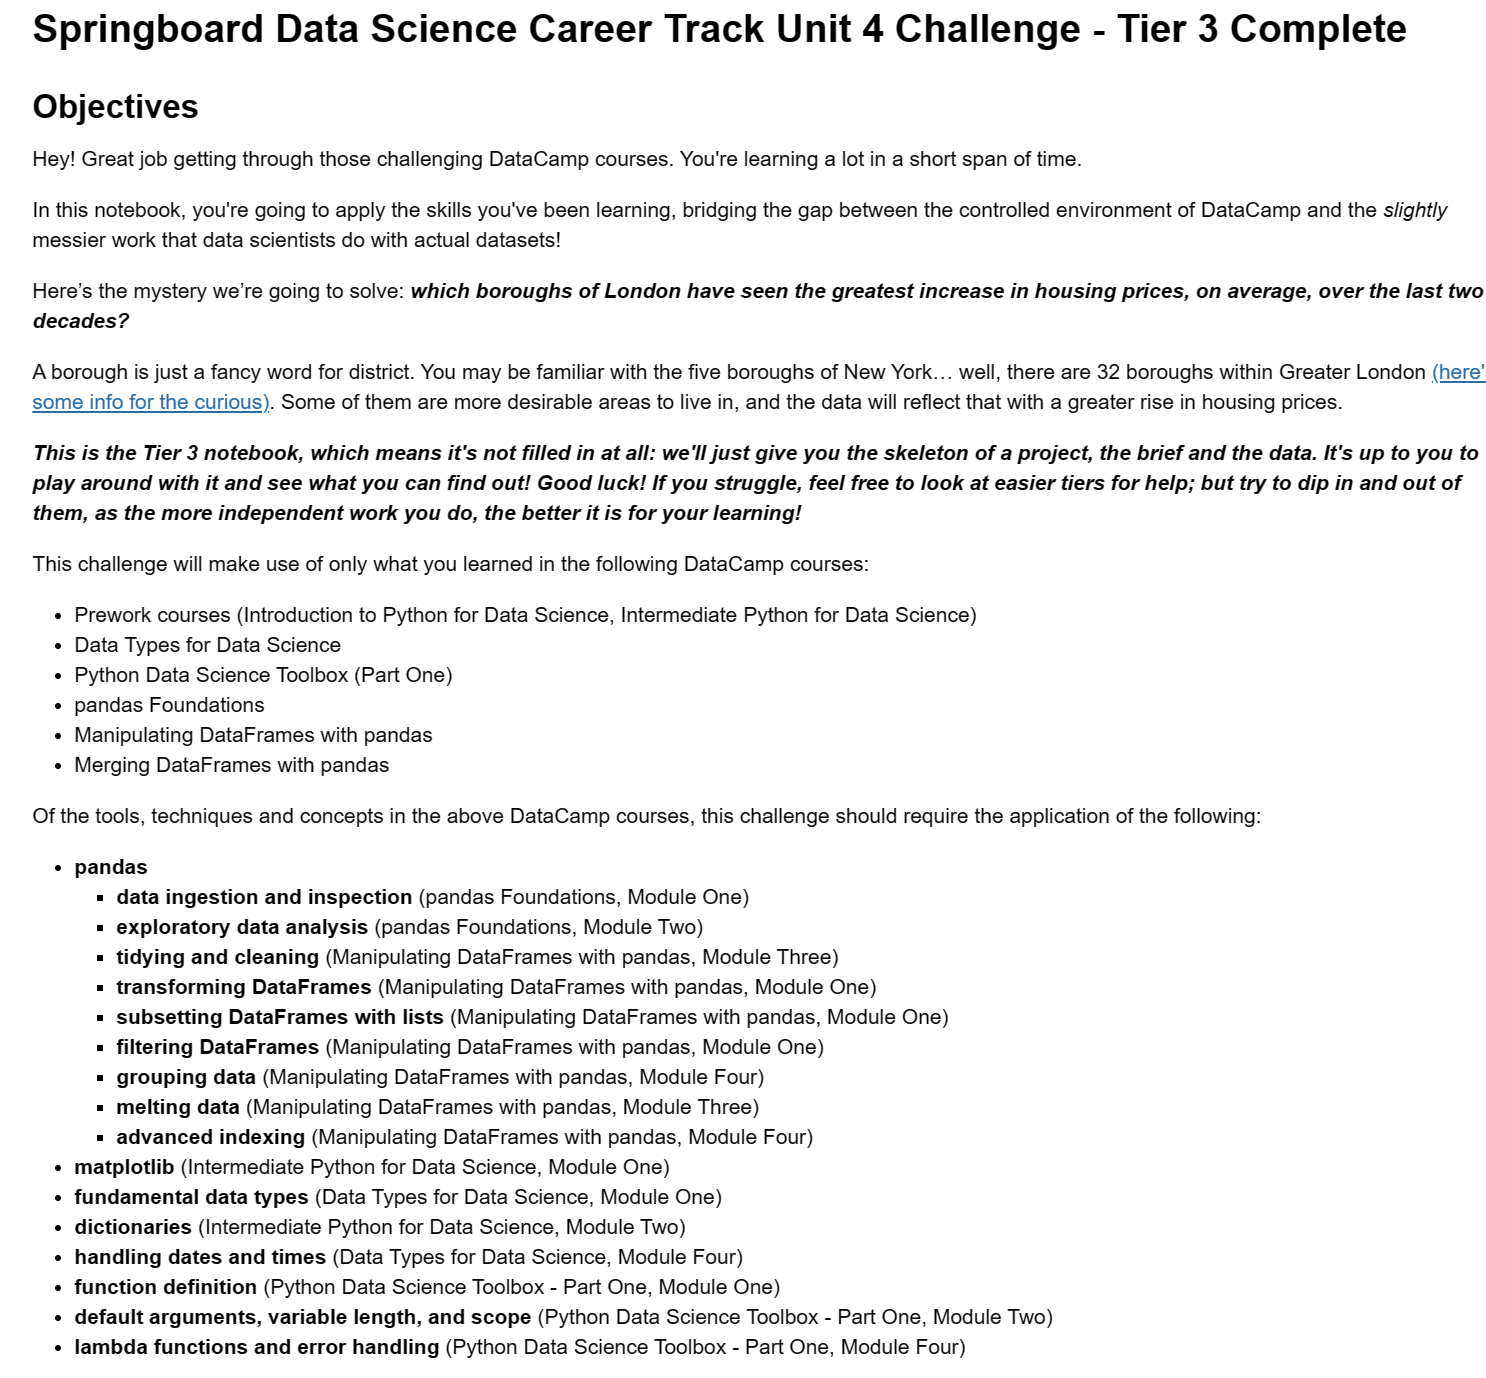 Springboard Data Science Career Track Unit 4 Challenge - Tier 3 Complete
Objectives
Hey! Great job getting through those challenging DataCamp courses. You're learning a lot in a short span of time.
In this notebook, you're going to apply the skills you've been learning, bridging the gap between the controlled environment of DataCamp and the slightly
messier work that data scientists do with actual datasets!
Here’s the mystery we’re going to solve: which boroughs of London have seen the greatest increase in housing prices, on average, over the last two
decades?
A borough is just a fancy word for district. You may be familiar with the five boroughs of New York… well, there are 32 boroughs within Greater London (here's
some info for the curious). Some of them are more desirable areas to live in, and the data will reflect that with a greater rise in housing prices.
This is the Tier 3 notebook, which means it's not filled in at all: we'll just give you the skeleton of a project, the brief and the data. It's up to you to
play around with it and see what you can find out! Good luck! If you struggle, feel free to look at easier tiers for help; but try to dip in and out of
them, as the more independent work you do, the better it is for your learning!
This challenge will make use of only what you learned in the following DataCamp courses:
• Prework courses (Introduction to Python for Data Science, Intermediate Python for Data Science)
• Data Types for Data Science
• Python Data Science Toolbox (Part One)
• pandas Foundations
• Manipulating DataFrames with pandas
• Merging DataFrames with pandas
Of the tools, techniques and concepts in the above DataCamp courses, this challenge should require the application of the following:
• pandas
▪ data ingestion and inspection (pandas Foundations, Module One)
▪ exploratory data analysis (pandas Foundations, Module Two)
▪ tidying and cleaning (Manipulating DataFrames with pandas, Module Three)
▪ transforming DataFrames (Manipulating DataFrames with pandas, Module One)
▪ subsetting DataFrames with lists (Manipulating DataFrames with pandas, Module One)
▪ filtering DataFrames (Manipulating DataFrames with pandas, Module One)
▪ grouping data (Manipulating DataFrames with pandas, Module Four)
▪ melting data (Manipulating DataFrames with pandas, Module Three)
▪ advanced indexing (Manipulating DataFrames with pandas, Module Four)
• matplotlib (Intermediate Python for Data Science, Module One)
• fundamental data types (Data Types for Data Science, Module One)
• dictionaries (Intermediate Python for Data Science, Module Two)
• handling dates and times (Data Types for Data Science, Module Four)
• function definition (Python Data Science Toolbox - Part One, Module One)
• default arguments, variable length, and scope (Python Data Science Toolbox - Part One, Module Two)
• lambda functions and error handling (Python Data Science Toolbox - Part One, Module Four)